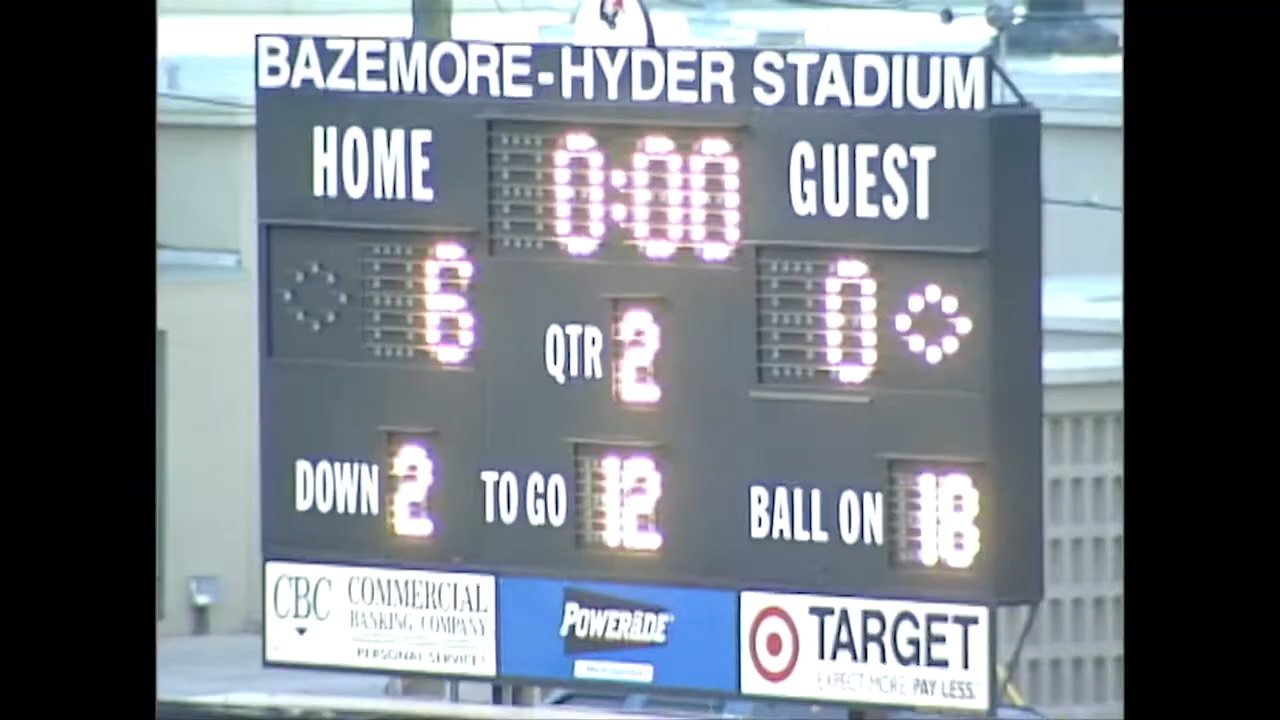 BAZEMORE-HYDER STADIUM
HOME 0:00 GUEST
6 0
QTR 2
DOWN 2 TO GO 12 BALL ON 18
CBC COMMERCIAL
BANKING COMPANY
PERSONAL SERVICE!
POWERADE
TARGET
EXPECT MORE. PAY LESS.